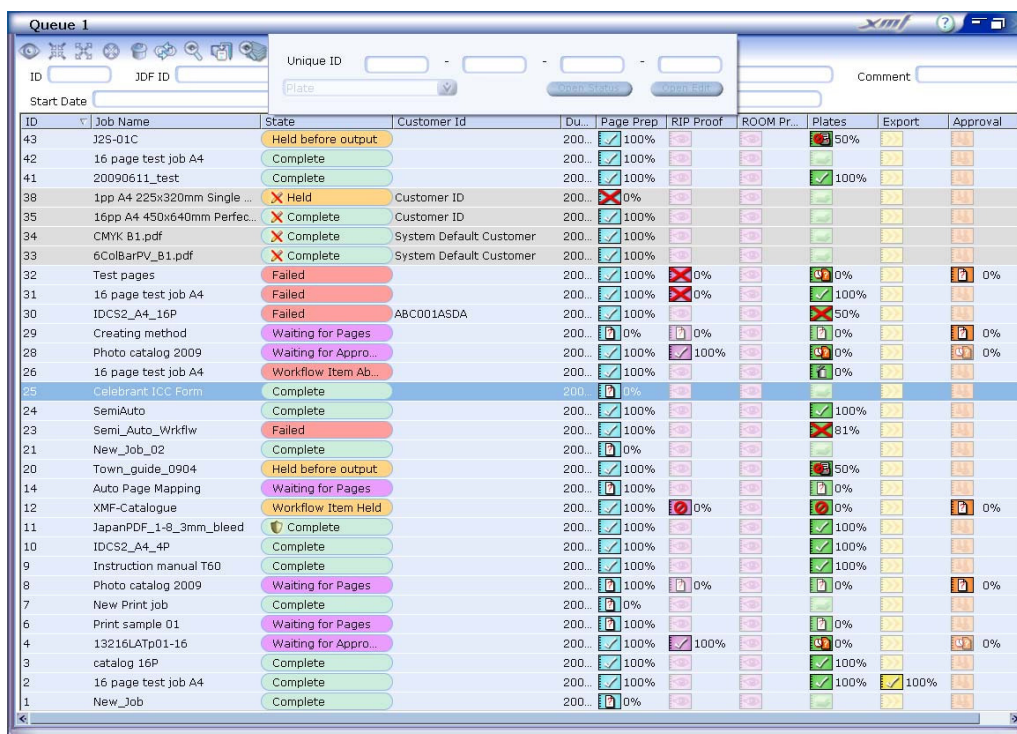 Queue 1
xmf ?
Unique ID - - -
Plate Open Status Open Edit
ID JDF ID Comment
Start Date
ID Job Name State Customer Id Du... Page Prep RIP Proof ROOM Pr... Plates Export Approval
43 J2S-01C Held before output 200... 100% 50%
42 16 page test job A4 Complete 200... 100%
41 20090611_test Complete 200... 100% 100%
38 1pp A4 225x320mm Single ... Held Customer ID 200... 0%
35 16pp A4 450x640mm Perfec... Complete Customer ID 200... 100%
34 CMYK B1.pdf Complete System Default Customer 200... 100%
33 6ColBarPV_B1.pdf Complete System Default Customer 200... 100%
32 Test pages Failed 200... 100% 0% 0% 0%
31 16 page test job A4 Failed 200... 100% 0% 100%
30 IDCS2_A4_16P Failed ABC001ASDA 200... 100% 50%
29 Creating method Waiting for Pages 200... 0% 0% 0% 0%
28 Photo catalog 2009 Waiting for Appro... 200... 100% 100% 0% 0%
26 16 page test job A4 Workflow Item Ab... 200... 100% 0%
25 Celebrant ICC Form Complete 200... 0%
24 SemiAuto Complete 200... 100% 100%
23 Semi_Auto_Wrkflw Failed 200... 100% 81%
21 New_Job_02 Complete 200... 0%
20 Town_guide_0904 Held before output 200... 100% 50%
14 Auto Page Mapping Waiting for Pages 200... 100% 0%
12 XMF-Catalogue Workflow Item Held 200... 100% 0% 0% 0%
11 JapanPDF_1-8_3mm_bleed Complete 200... 100% 100%
10 IDCS2_A4_4P Complete 200... 100% 100%
9 Instruction manual T60 Complete 200... 100% 100%
8 Photo catalog 2009 Waiting for Pages 200... 100% 0% 0% 0%
7 New Print job Complete 200... 0%
6 Print sample 01 Waiting for Pages 200... 100% 0%
4 13216LATp01-16 Waiting for Appro... 200... 100% 100% 0% 0%
3 catalog 16P Complete 200... 100% 100%
2 16 page test job A4 Complete 200... 100% 100% 100%
1 New_Job Complete 200... 0%